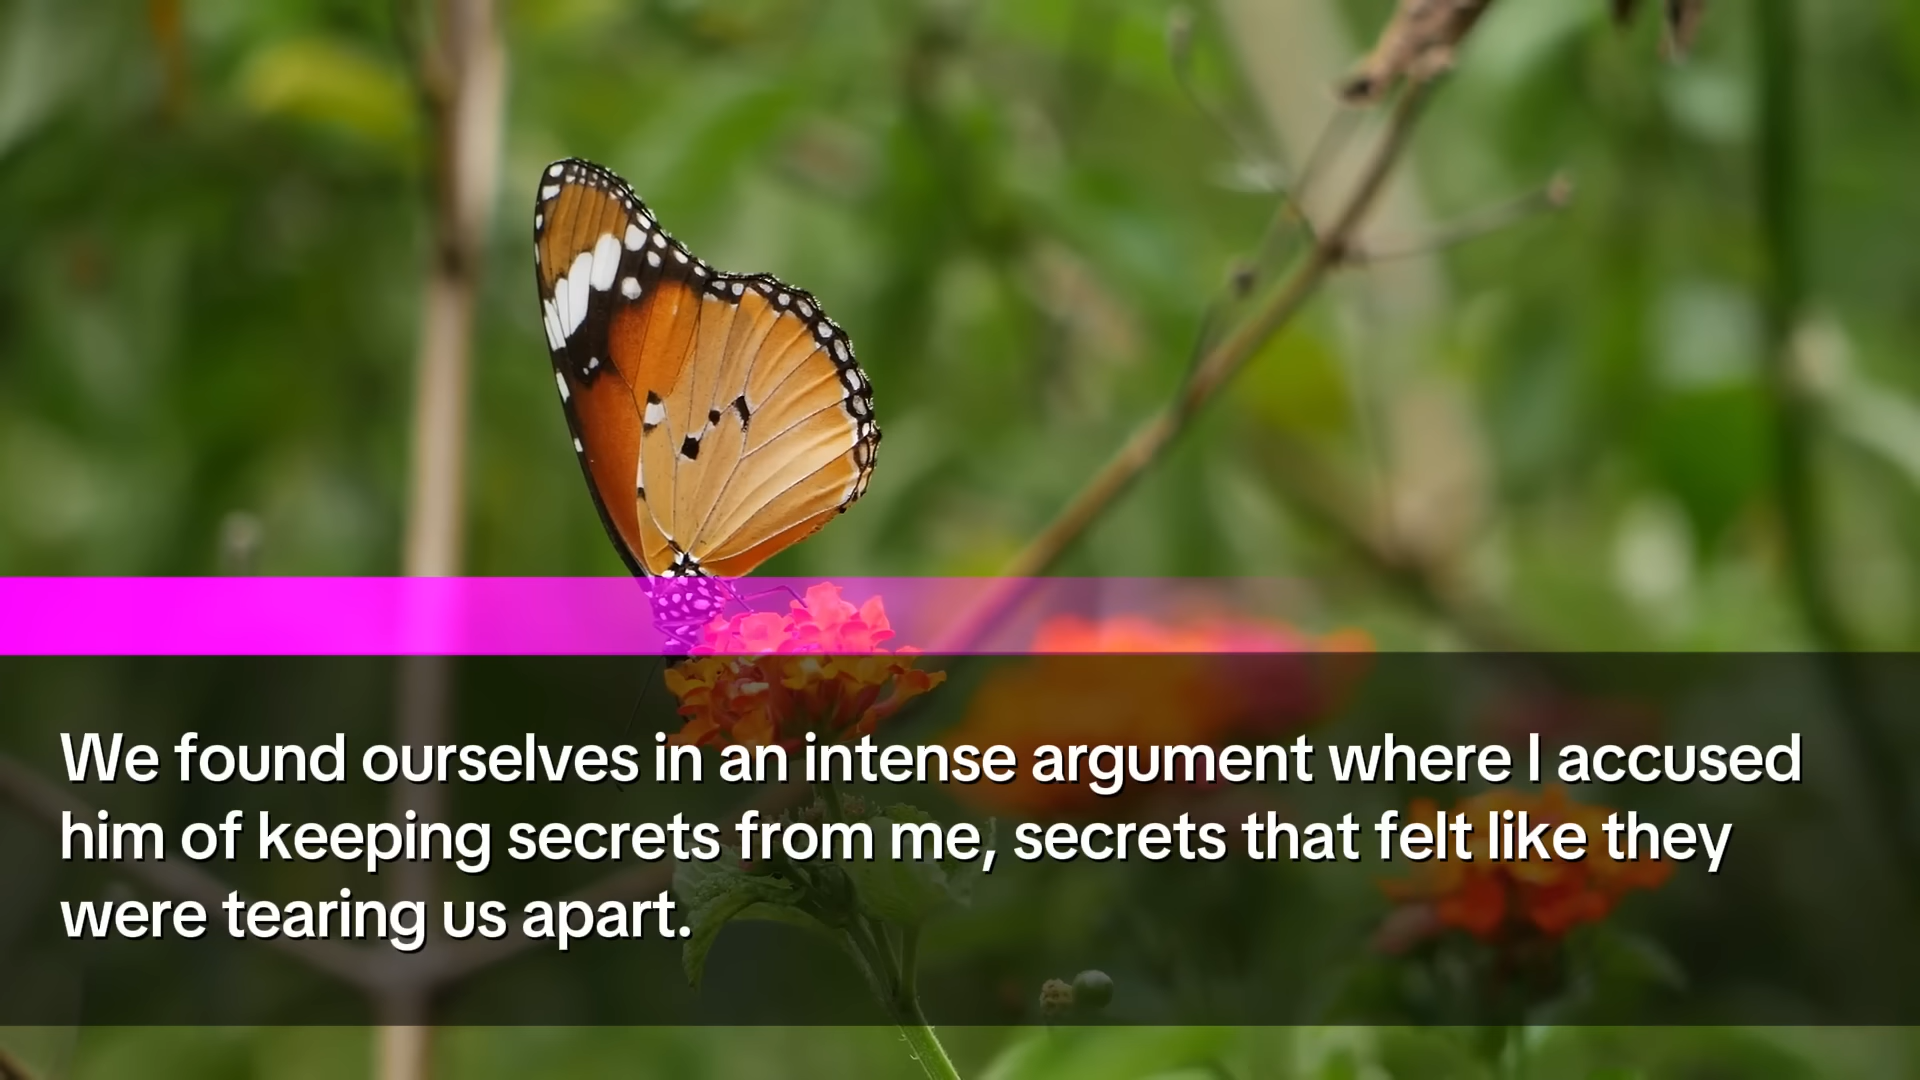 We found ourselves in an intense argument where I accused
him of keeping secrets from me, secrets that felt like they
were tearing us apart.